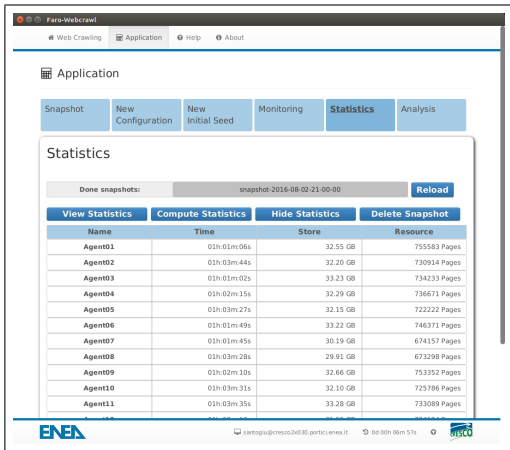 Faro-Webcrawl
Web Crawling Application Help About
Application
Snapshot New Configuration New Initial Seed Monitoring Statistics Analysis
Statistics
Done snapshots: snapshot-2016-08-02-21-00-00 Reload
View Statistics Compute Statistics Hide Statistics Delete Snapshot
Name Time Store Resource
Agent01 01h:01m:06s 32.55 GB 755583 Pages
Agent02 01h:03m:44s 32.20 GB 730914 Pages
Agent03 01h:01m:02s 33.23 GB 734233 Pages
Agent04 01h:02m:15s 32.29 GB 736671 Pages
Agent05 01h:03m:27s 32.15 GB 722222 Pages
Agent06 01h:01m:49s 33.22 GB 746371 Pages
Agent07 01h:01m:45s 30.19 GB 674157 Pages
Agent08 01h:03m:28s 29.91 GB 673298 Pages
Agent09 01h:02m:10s 32.66 GB 753352 Pages
Agent10 01h:03m:31s 32.10 GB 725786 Pages
Agent11 01h:03m:35s 33.28 GB 733089 Pages
ENEA santogiu@cresco2x030.portici.enea.it 0d 00h 06m 57s